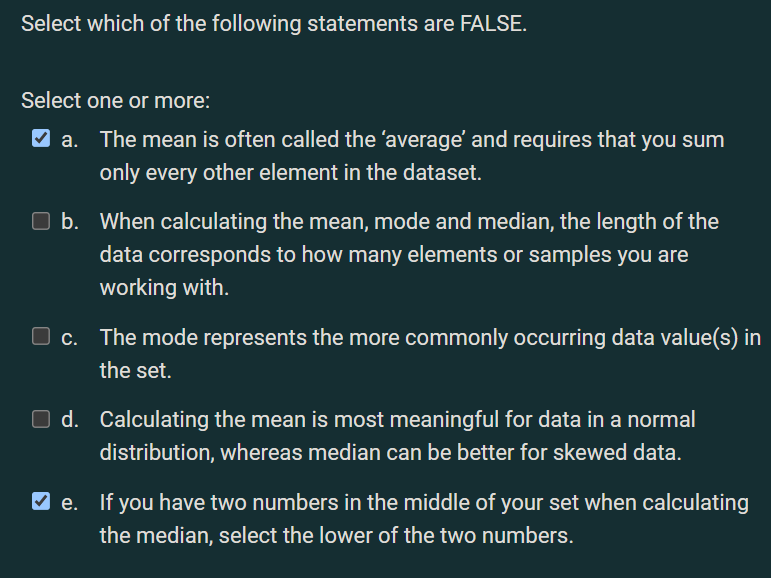 Select which of the following statements are FALSE.
Select one or more:
a. The mean is often called the ‘average’ and requires that you sum
only every other element in the dataset.
b. When calculating the mean, mode and median, the length of the
data corresponds to how many elements or samples you are
working with.
c. The mode represents the more commonly occurring data value(s) in
the set.
d. Calculating the mean is most meaningful for data in a normal
distribution, whereas median can be better for skewed data.
e. If you have two numbers in the middle of your set when calculating
the median, select the lower of the two numbers.